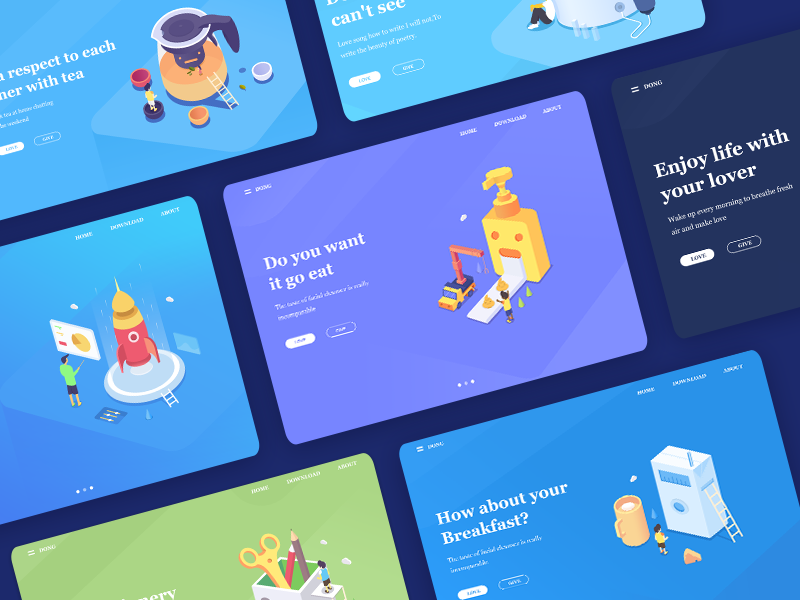 n respect to each
ner with tea
t tea at home chatting
he weekend
LOVE
GIVE
can't see
Love song how to write I will not.To
write the beauty of poetry.
LOVE
GIVE
DONG
Enjoy life with
your lover
Wake up every morning to breathe fresh
air and make love
LOVE
GIVE
HOME DOWNLOAD ABOUT
DONG
HOME DOWNLOAD ABOUT
Do you want
it go eat
The taste of facial cleanser is really
incomparable
DONG
HOME DOWNLOAD ABOUT
DONG
HOME DOWNLOAD ABOUT
How about your
Breakfast?
The taste of facial cleanser is really
incomparable
LOVE
GIVE